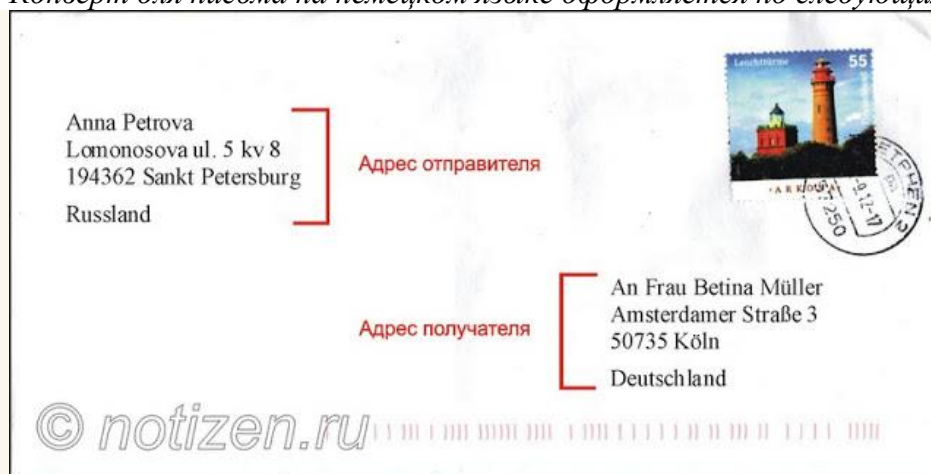 Конверт для письма на немецком языке оформляется по
Leuchttürme 55
Anna Petrova
Lomonosova ul. 5 kv 8
194362 Sankt Petersburg
Russland
Адрес отправителя
ARKONA
An Frau Betina Müller
Amsterdamer Straße 3
50735 Köln
Deutschland
Адрес получателя
© notizen.ru